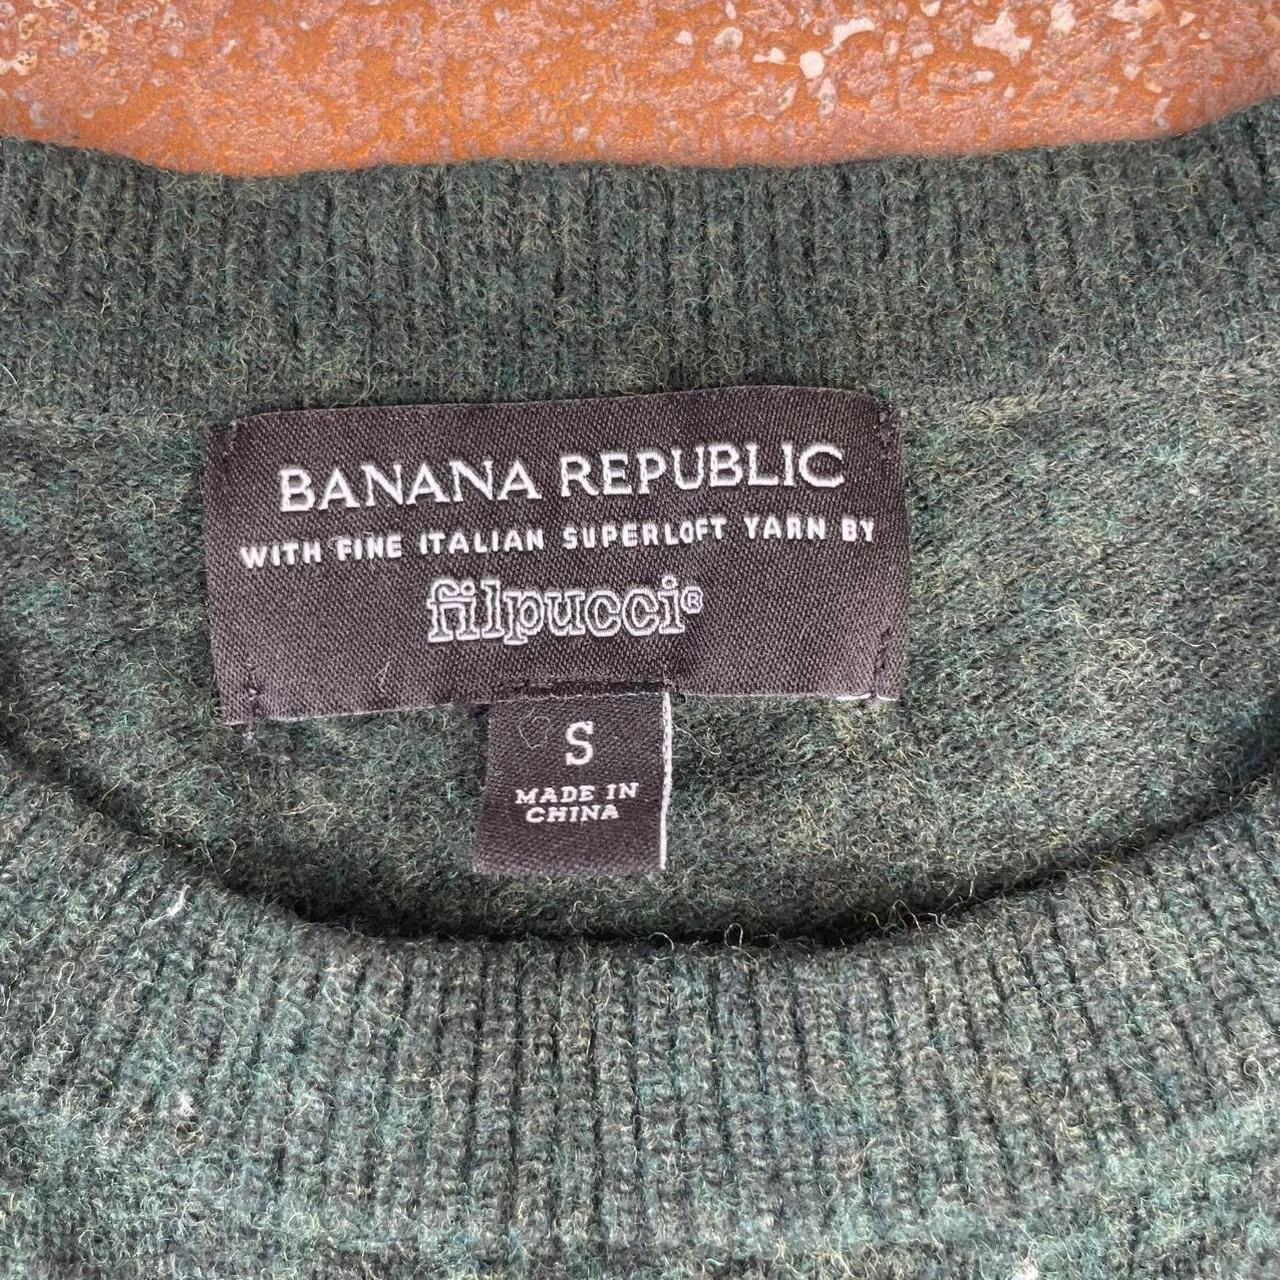 BANANA REPUBLIC
WITH FINE ITALIAN SUPERLOFT YARN BY
filpucci®
S
MADE IN
CHINA